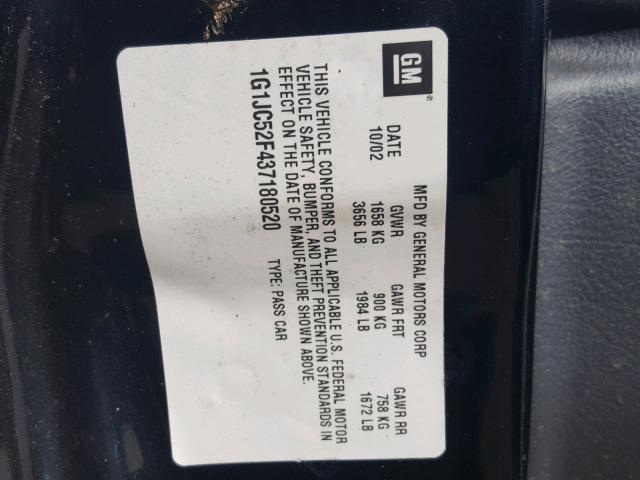 GM
MFD BY GENERAL MOTORS CORP
DATE GVWR GAWR FRT GAWR RR
10/02 1658 KG 900 KG 758 KG
3656 LB 1984 LB 1672 LB
THIS VEHICLE CONFORMS TO ALL APPLICABLE U.S. FEDERAL MOTOR
VEHICLE SAFETY, BUMPER, AND THEFT PREVENTION STANDARDS IN
EFFECT ON THE DATE OF MANUFACTURE SHOWN ABOVE.
1G1JC52F437180520 TYPE: PASS CAR